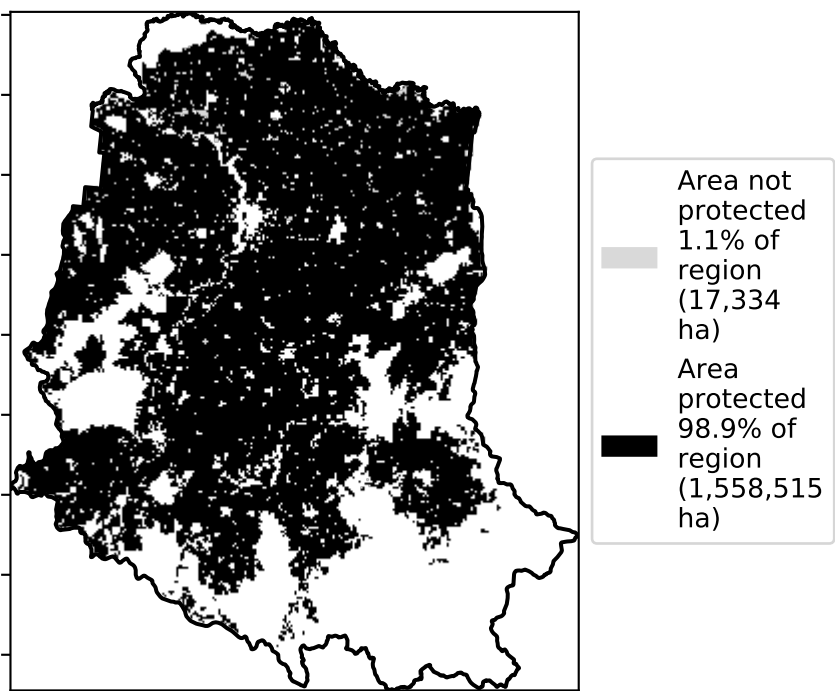 Area not
protected
1.1% of
region
(17,334
ha)
Area
protected
98.9% of
region
(1,558,515
ha)